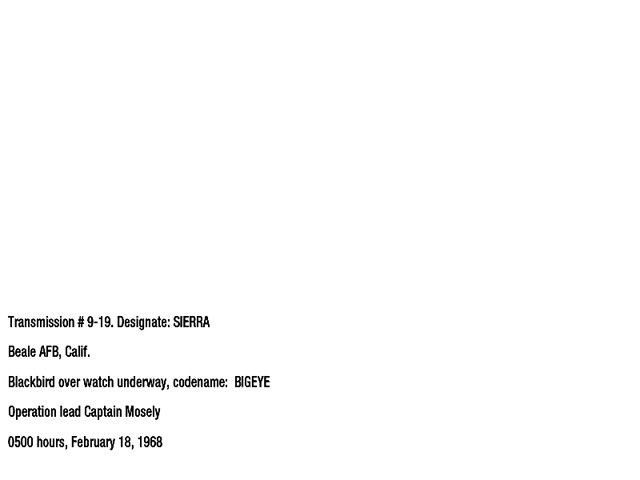 Transmission # 9-19. Designate: SIERRA
Beale AFB, Calif.
Blackbird over watch underway, codename:  BIGEYE
Operation lead Captain Mosely
0500 hours, February 18, 1968